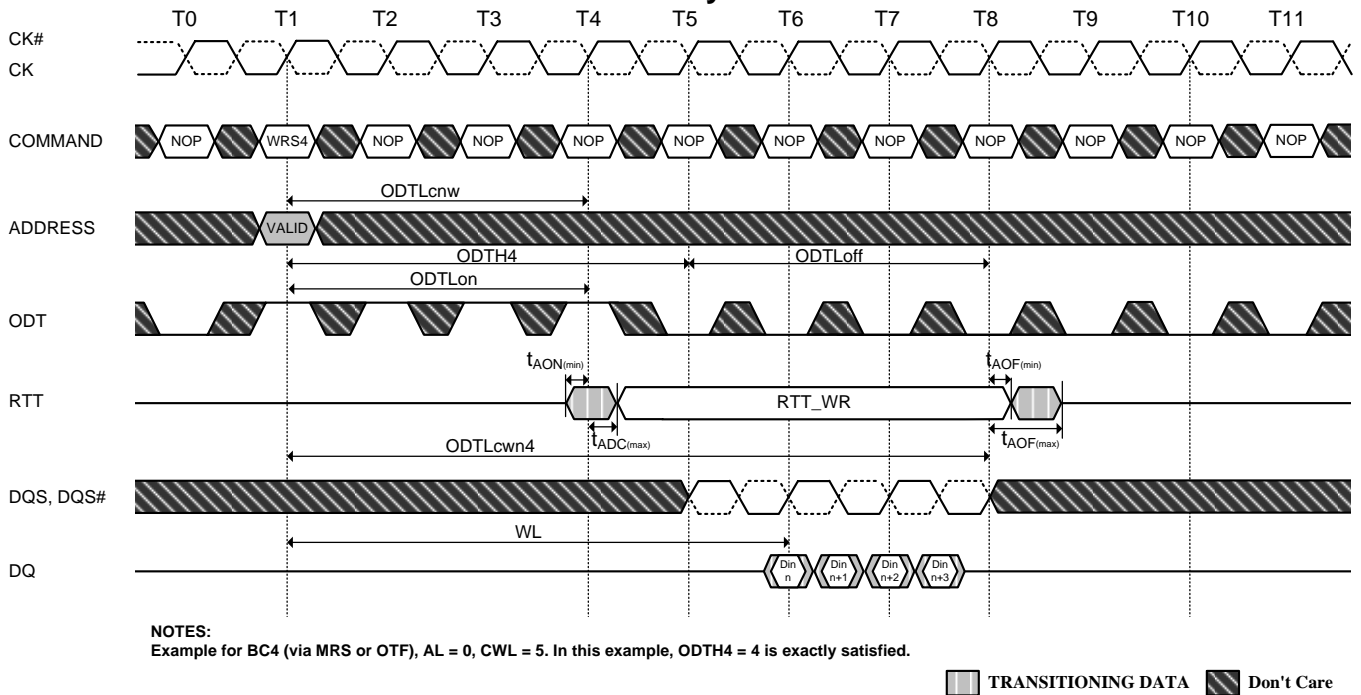 T0 T1 T2 T3 T4 T5 T6 T7 T8 T9 T10 T11
CK#
CK
COMMAND NOP WRS4 NOP NOP NOP NOP NOP NOP NOP NOP NOP NOP
ODTLcnw
ADDRESS VALID
ODTH4 ODTLoff
ODTLon
ODT
tAON(min) tAOF(min)
RTT RTT_WR
tADC(max) tAOF(max)
ODTLcwn4
DQS, DQS#
WL
DQ Din n Din n+1 Din n+2 Din n+3
NOTES:
Example for BC4 (via MRS or OTF), AL = 0, CWL = 5. In this example, ODTH4 = 4 is exactly satisfied.
TRANSITIONING DATA Don't Care